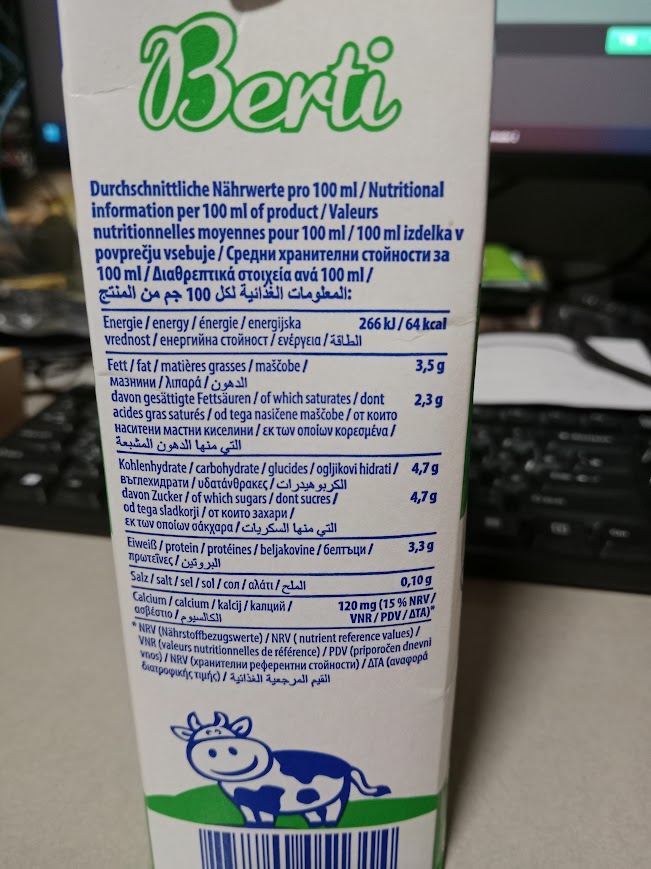 Berti
Durchschnittliche Nährwerte pro 100 ml / Nutritional
information per 100 ml of product / Valeurs
nutritionnelles moyennes pour 100 ml / 100 ml izdelka v
povprečju vsebuje / Средни хранителни стойности за
100 ml / Διαθρεπτικά στοιχεία ανά 100 ml /
المعلومات الغذائية لكل 100 جم من المنتج:
Energie / energy / énergie / energijska 266 kJ / 64 kcal
vrednost / енергийна стойност / ενέργεια / الطاقة
Fett / fat / matières grasses / maščobe / 3,5 g
мазнини / λιπαρά / الدهون
davon gesättigte Fettsäuren / of which saturates / dont 2,3 g
acides gras saturés / od tega nasičene maščobe / от които
наситени мастни киселини / εκ των οποίων κορεσμένα /
التي منها الدهون المشبعة
Kohlenhydrate / carbohydrate / glucides / ogljikovi hidrati / 4,7 g
въглехидрати / υδατάνθρακες / الكربوهيدرات
davon Zucker / of which sugars / dont sucres / 4,7 g
od tega sladkorji / от които захари /
εκ των οποίων σάκχαρα / التي منها السكريات
Eiweiß / protein / protéines / beljakovine / белтъци / 3,3 g
πρωτεΐνες / البروتين
Salz / salt / sel / sol / сол / αλάτι / الملح 0,10 g
Calcium / calcium / kalcij / калций / 120 mg (15 % NRV /
ασβέστιο / الكالسيوم VNR / PDV / ΔΤΑ)*
* NRV (Nährstoffbezugswerte) / NRV ( nutrient reference values) /
VNR (valeurs nutritionnelles de référence) / PDV (priporočen dnevni
vnos) / NRV (хранителни референтни стойности) / ΔΤΑ (αναφορά
διατροφικής τιμής) / القيم المرجعية الغذائية